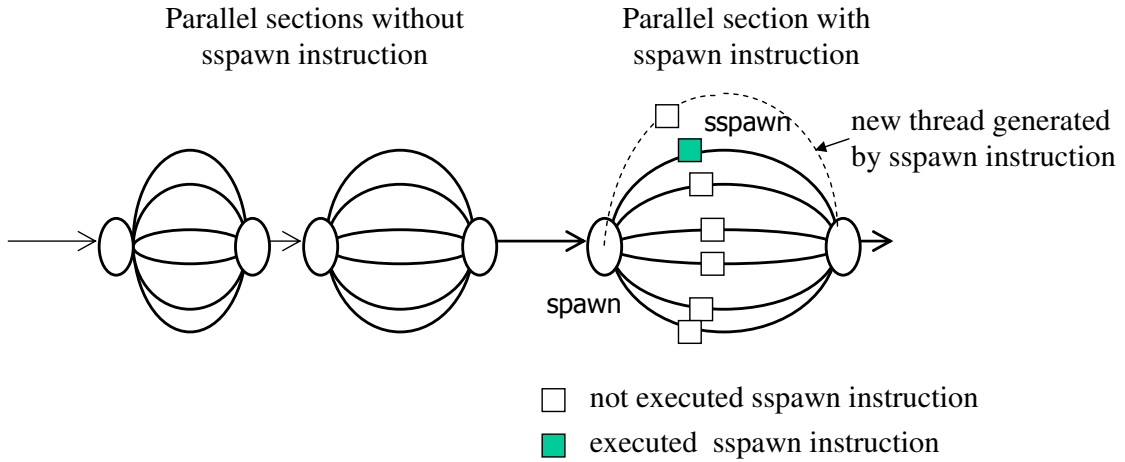 Parallel sections without
sspawn instruction
Parallel section with
sspawn instruction
sspawn
new thread generated
by sspawn instruction
spawn
not executed sspawn instruction
executed sspawn instruction